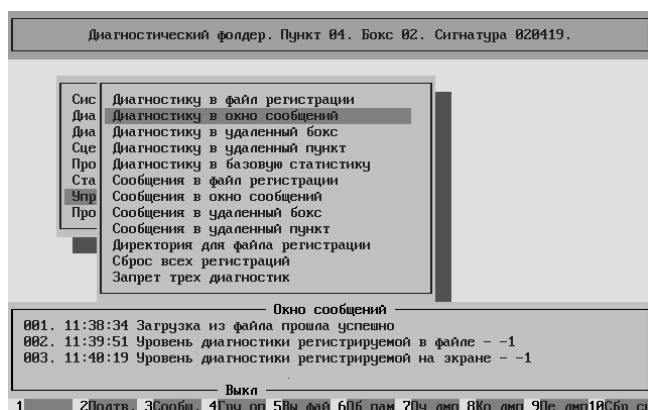 Диагностический фолдер. Пункт 04. Бокс 02. Сигнатура 020419.
Сис
Диа
Диа
Сце
Про
Ста
Упр
Про
Диагностику в файл регистрации
Диагностику в окно сообщений
Диагностику в удаленный бокс
Диагностику в удаленный пункт
Диагностику в базовую статистику
Сообщения в файл регистрации
Сообщения в окно сообщений
Сообщения в удаленный бокс
Сообщения в удаленный пункт
Директория для файла регистрации
Сброс всех регистраций
Запрет трех диагностик
Окно сообщений
001. 11:38:34 Загрузка из файла прошла успешно
002. 11:39:51 Уровень диагностики регистрируемой в файле - -1
003. 11:40:19 Уровень диагностики регистрируемой на экране - -1
Выкл
1 2Подтв. 3Сообщ. 4Гру оп 5Вы фай 6Об пам 7Пу дмп 8Ко дмп 9Пе дмп10Сбр